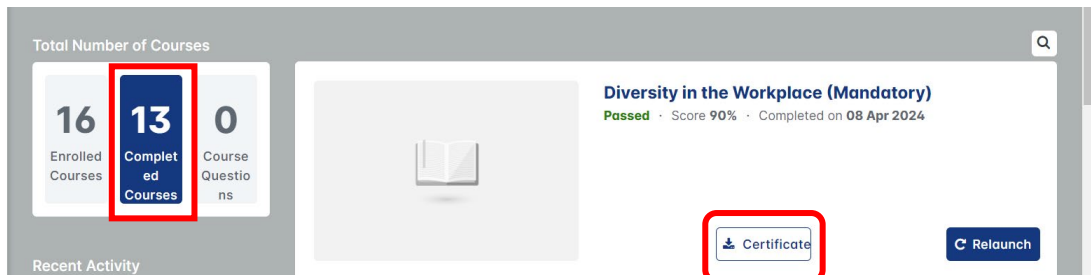 Total Number of Courses
16
Enrolled
Courses
13
Complet
ed
Courses
0
Course
Questio
ns
Recent Activity
Diversity in the Workplace (Mandatory)
Passed · Score 90% · Completed on 08 Apr 2024
Certificate
Relaunch